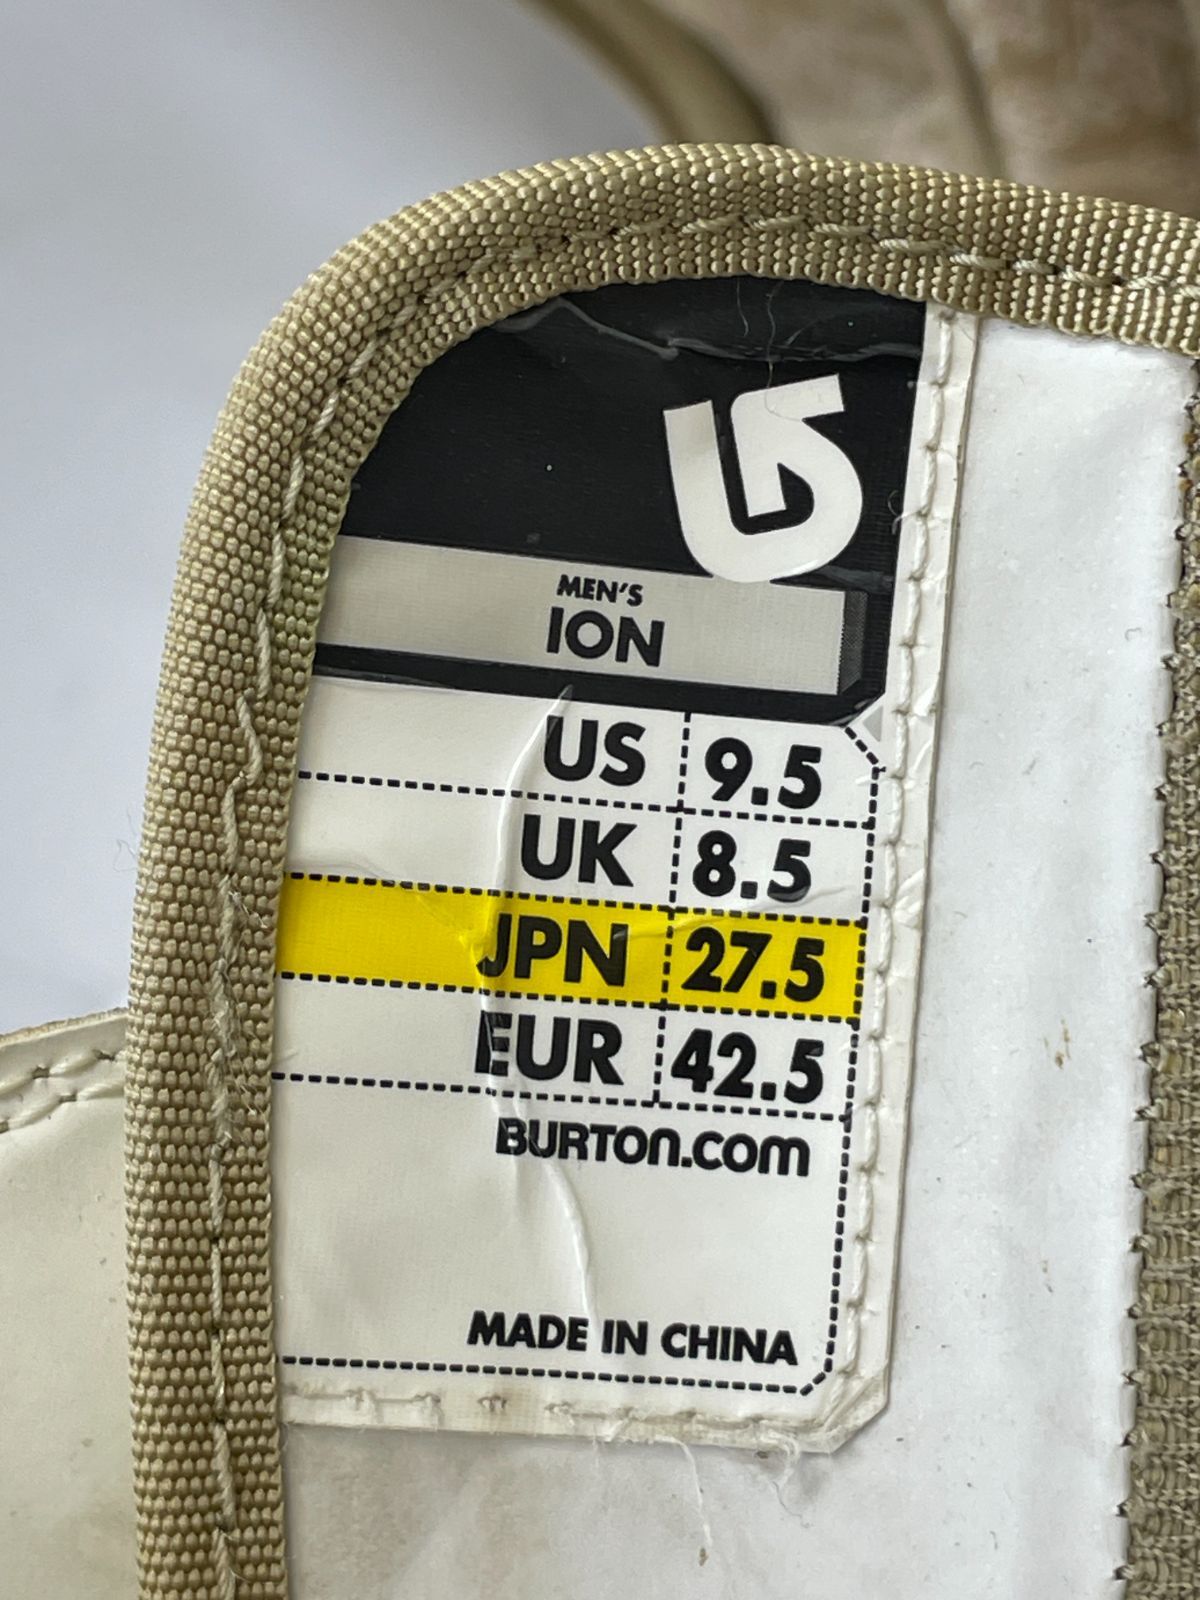 MEN'S
ION
US 9.5
UK 8.5
JPN 27.5
EUR 42.5
BURTON.COM
MADE IN CHINA